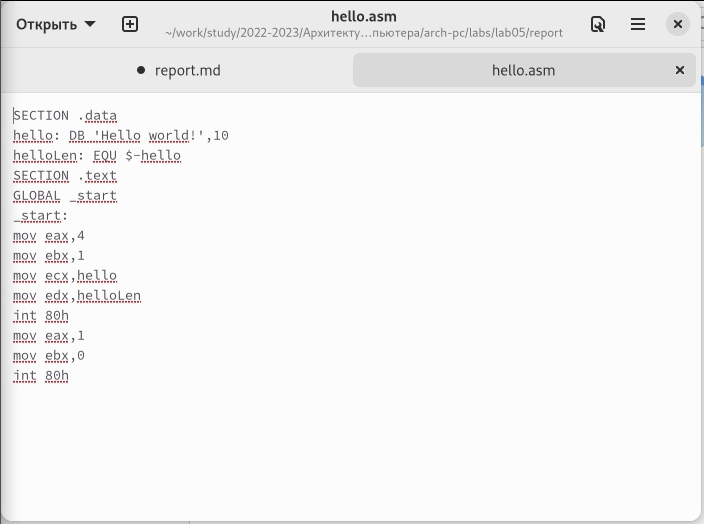 Открыть
hello.asm
~/work/study/2022-2023/Архитекту…пьютера/arch-pc/labs/lab05/report
report.md
hello.asm
SECTION .data
hello: DB 'Hello world!',10
helloLen: EQU $-hello
SECTION .text
GLOBAL _start
_start:
mov eax,4
mov ebx,1
mov ecx,hello
mov edx,helloLen
int 80h
mov eax,1
mov ebx,0
int 80h